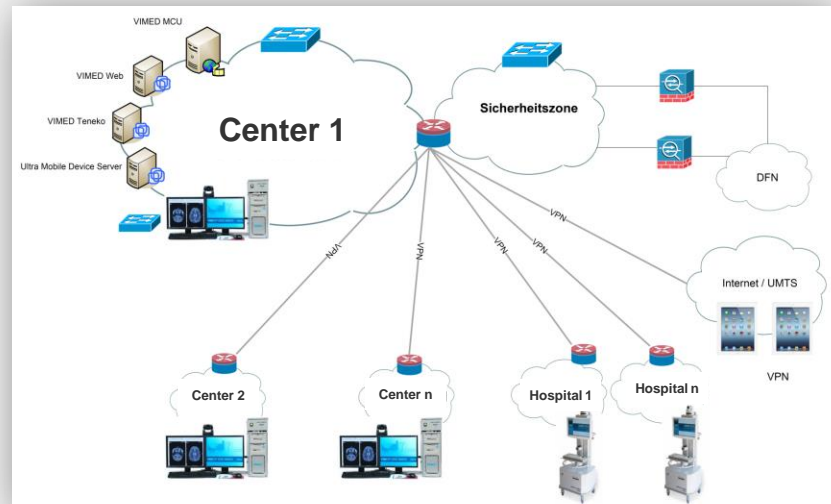 VIMED MCU
VIMED Web
VIMED Teneko
Ultra Mobile Device Server
Center 1
Sicherheitszone
DFN
VPN
VPN
VPN
VPN
VPN
Internet / UMTS
VPN
Center 2
Center n
Hospital 1
Hospital n